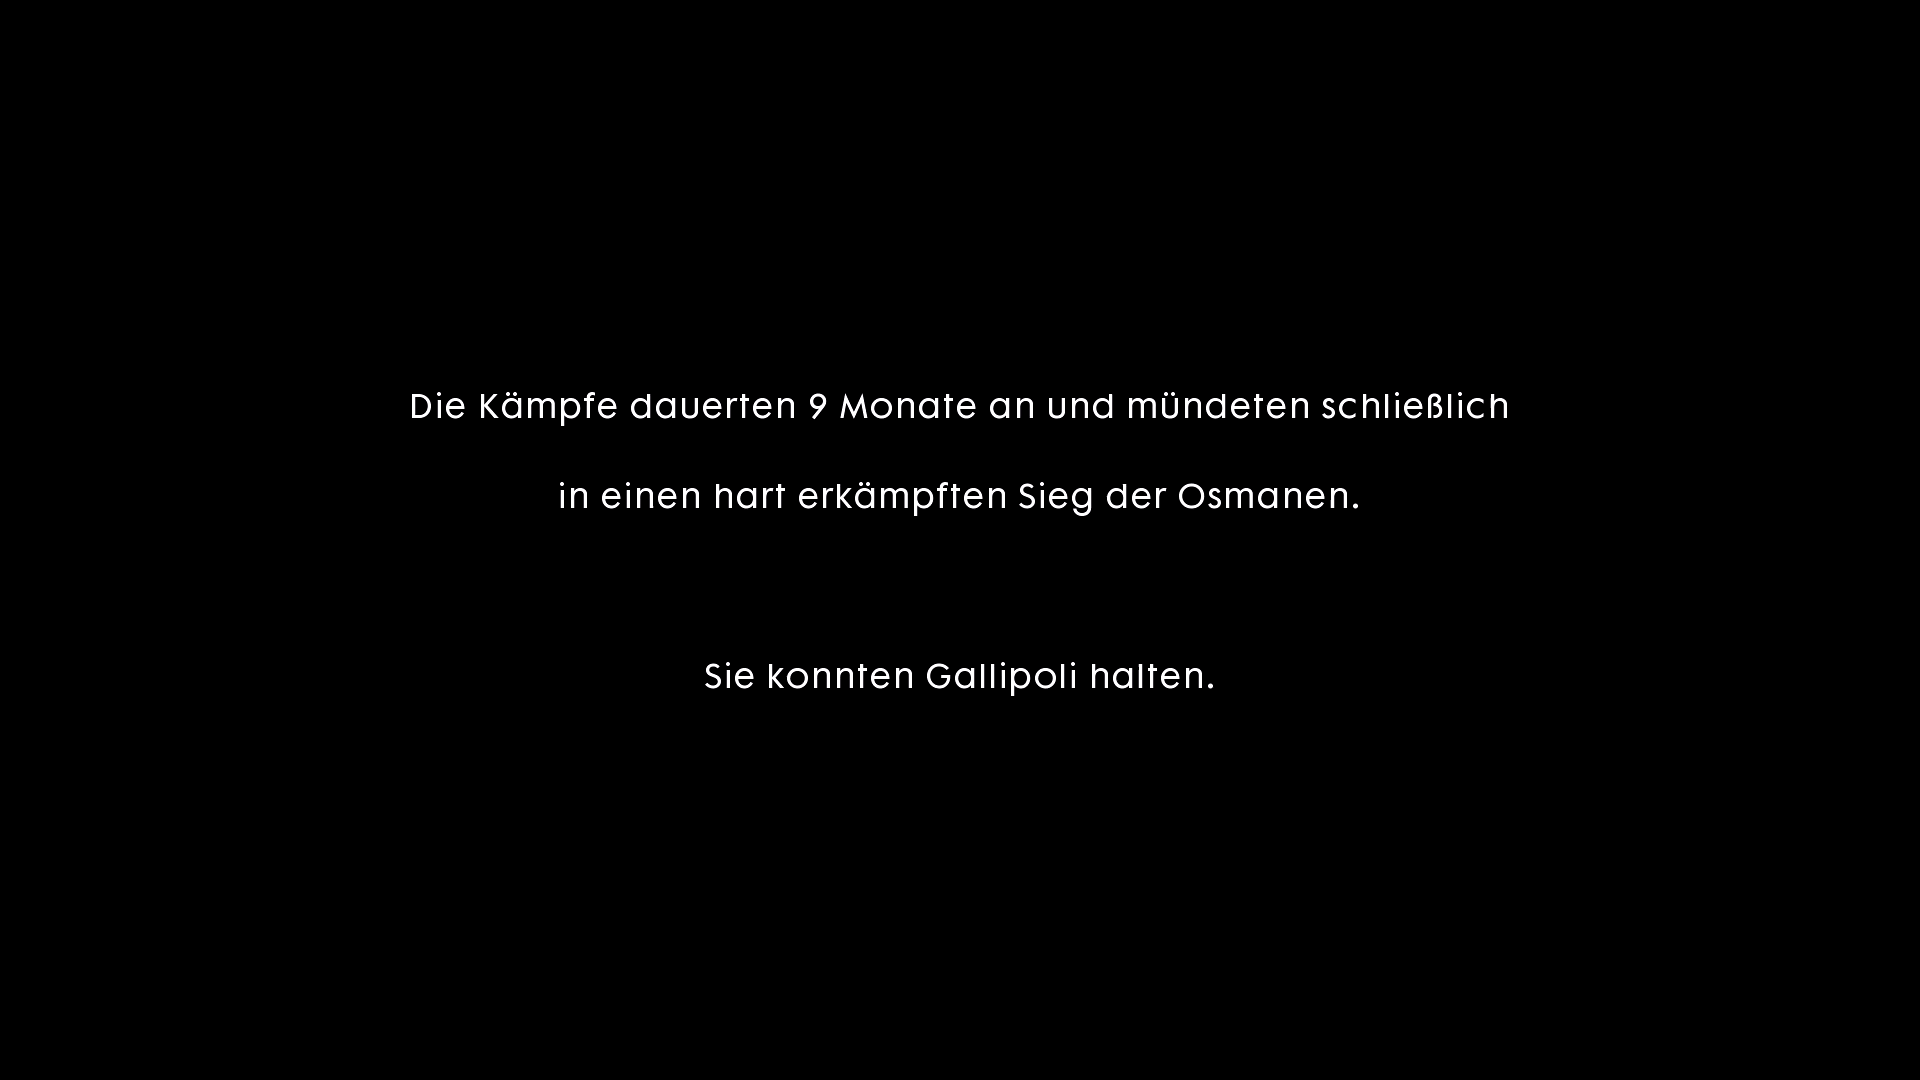 Die Kämpfe dauerten 9 Monate an und mündeten schließlich
in einen hart erkämpften Sieg der Osmanen.
Sie konnten Gallipoli halten.